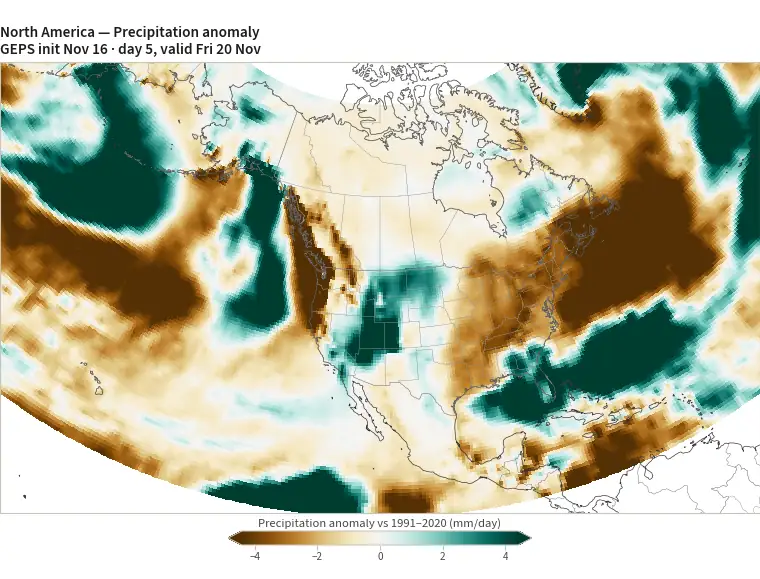 North America — Precipitation anomaly
GEPS init Nov 16 · day 5, valid Fri 20 Nov
Precipitation anomaly vs 1991–2020 (mm/day)
−4 −2 0 2 4